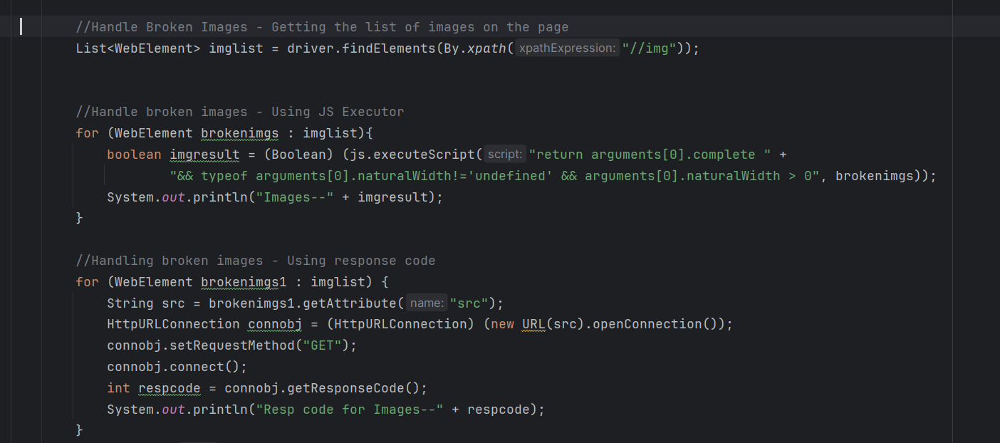 //Handle Broken Images - Getting the list of images on the page
List<WebElement> imglist = driver.findElements(By.xpath( xpathExpression: "//img"));
//Handle broken images - Using JS Executor
for (WebElement brokenimgs : imglist){
boolean imgresult = (Boolean) (js.executeScript( script: "return arguments[0].complete " +
"&& typeof arguments[0].naturalWidth!='undefined' && arguments[0].naturalWidth > 0", brokenimgs));
System.out.println("Images--" + imgresult);
}
//Handling broken images - Using response code
for (WebElement brokenimgs1 : imglist) {
String src = brokenimgs1.getAttribute( name: "src");
HttpURLConnection connobj = (HttpURLConnection) (new URL(src).openConnection());
connobj.setRequestMethod("GET");
connobj.connect();
int respcode = connobj.getResponseCode();
System.out.println("Resp code for Images--" + respcode);
}